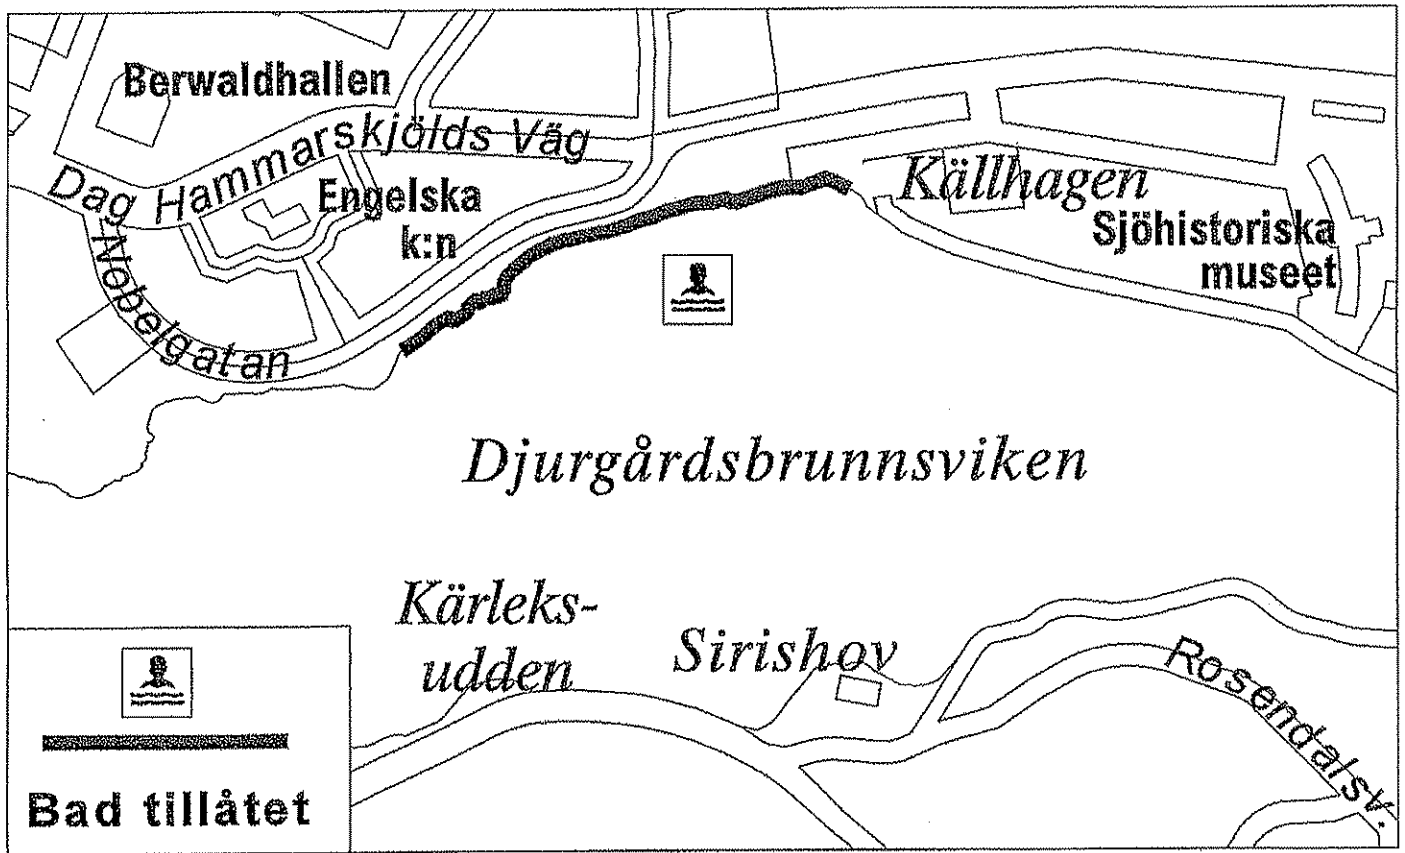 Berwaldhallen
Dag Hammarskjölds Väg
Engelska
k:n
Nobelgatan
Källhagen
Sjöhistoriska
museet
Djurgårdsbrunnsviken
Kärleks-
udden
Sirishov
Rosendalsv.
Bad tillåtet